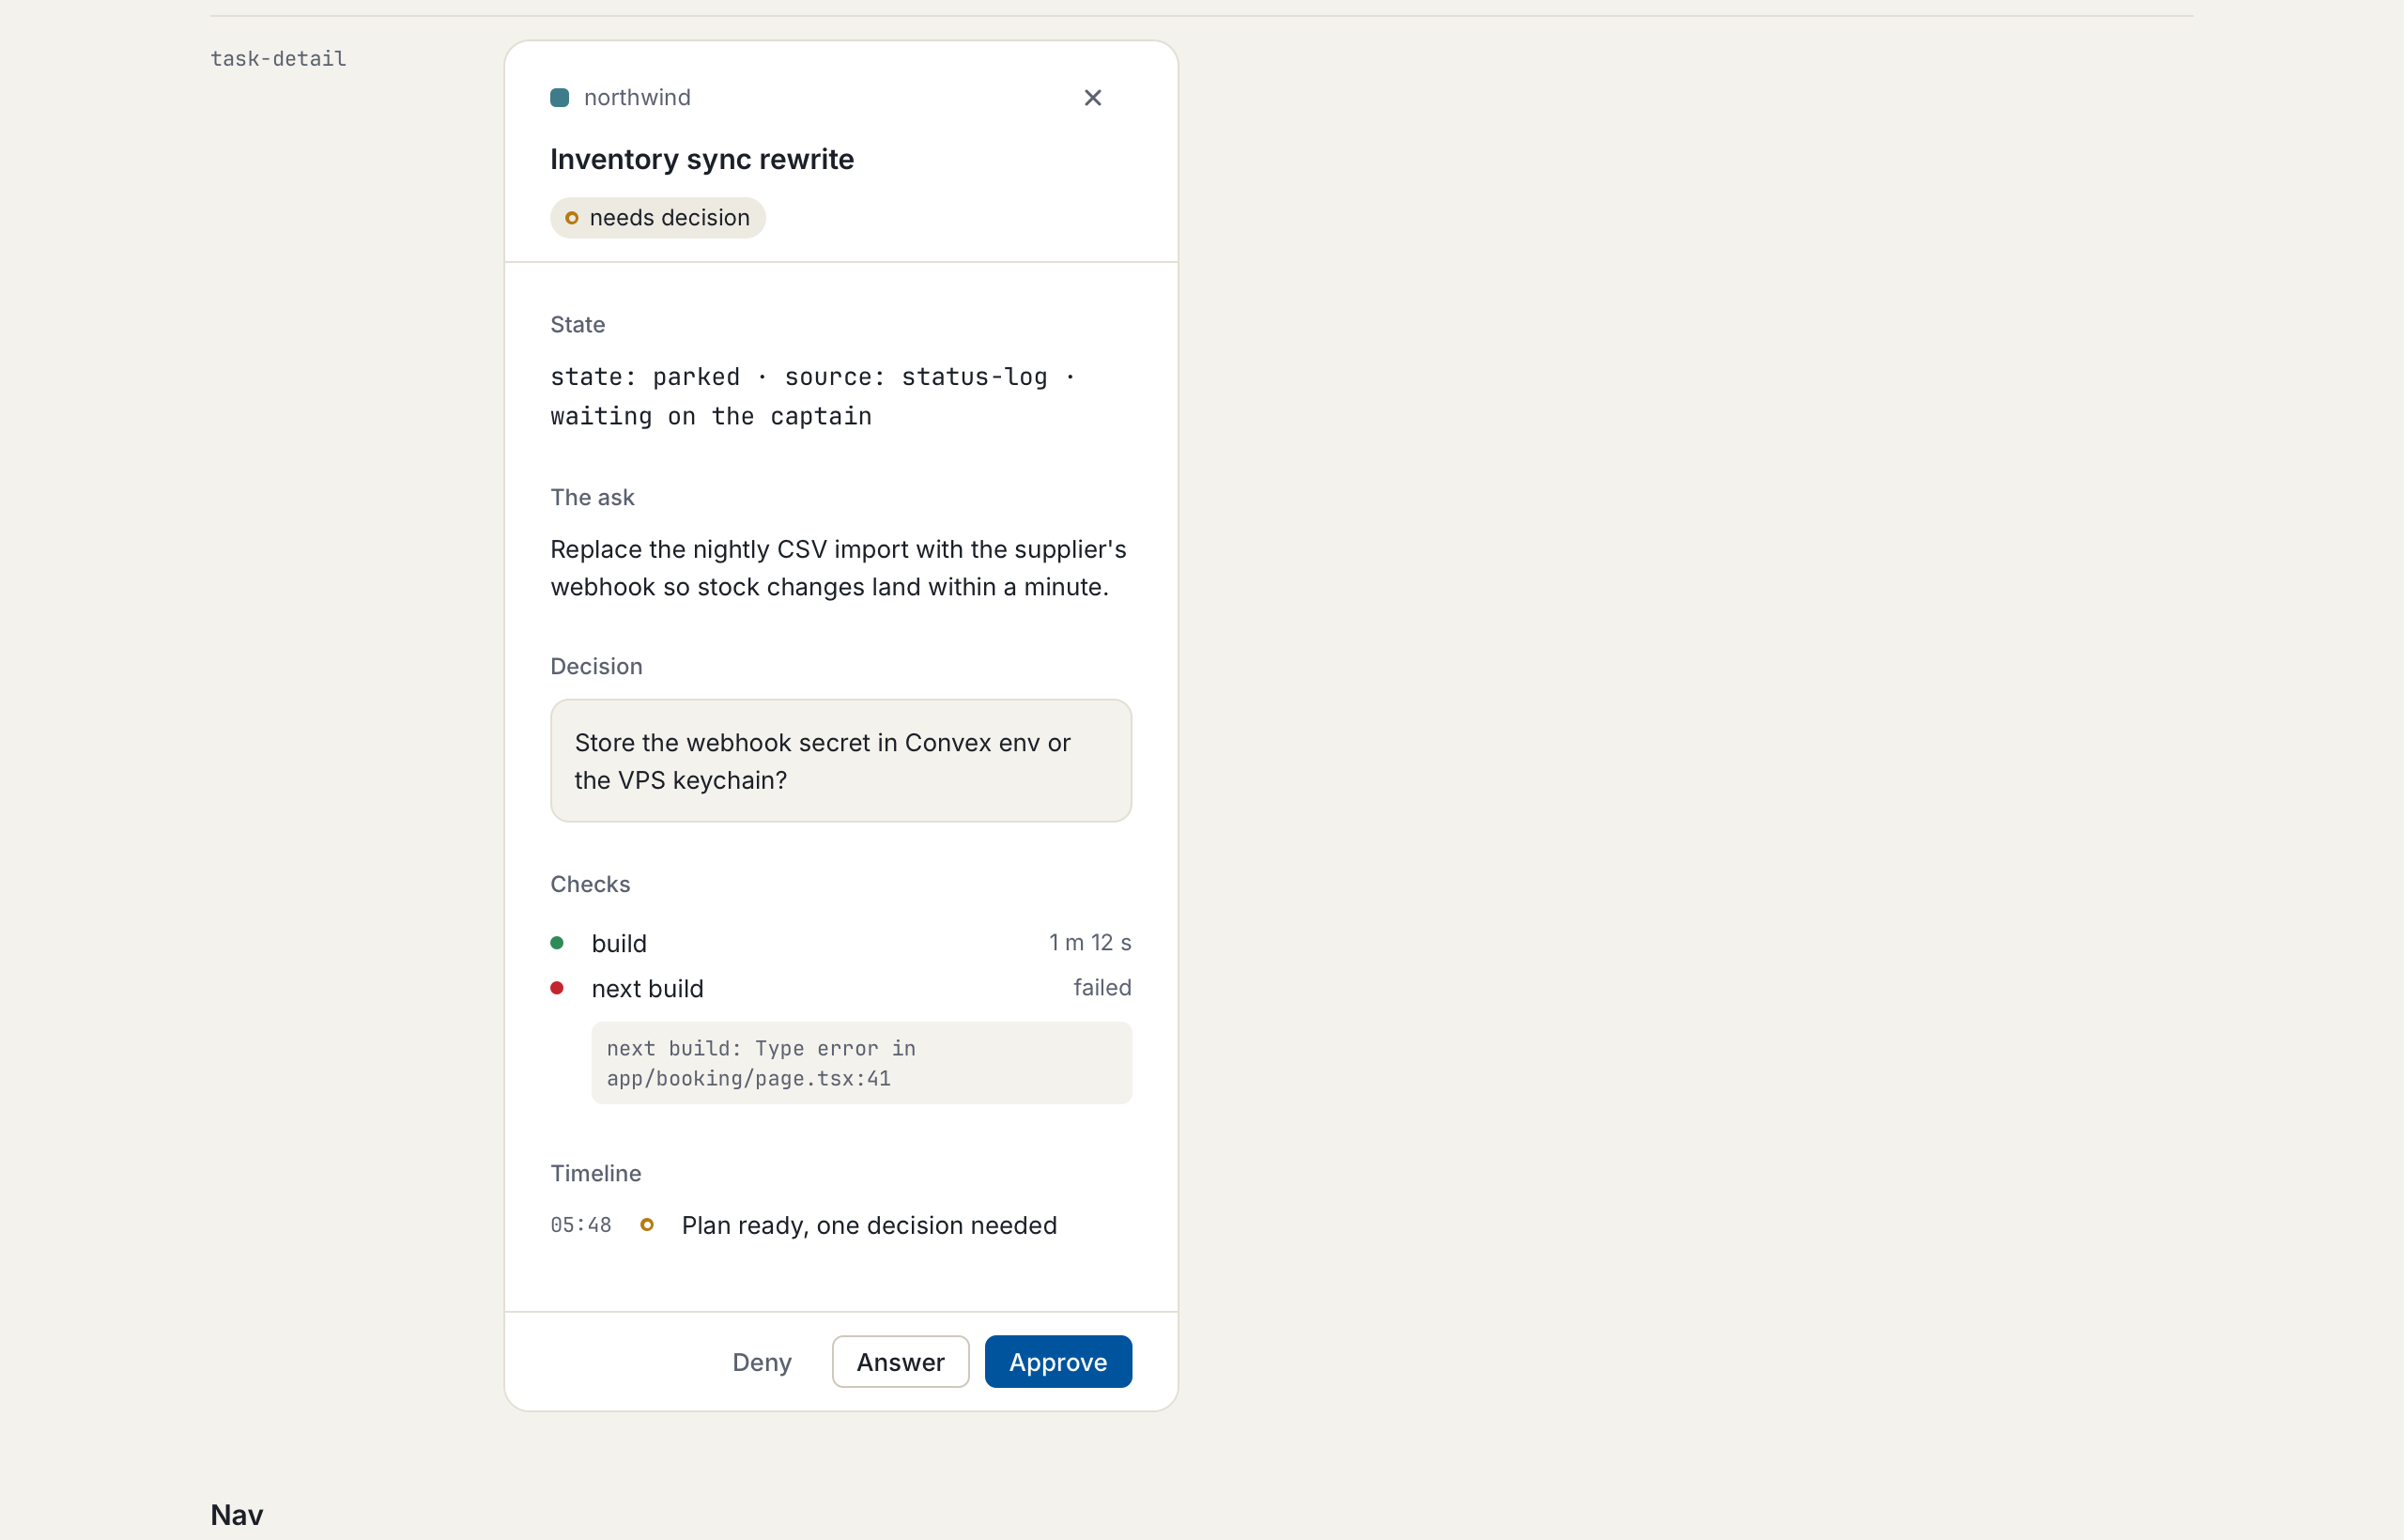 task-detail
northwind
Inventory sync rewrite
needs decision
State
state: parked · source: status-log ·
waiting on the captain
The ask
Replace the nightly CSV import with the supplier's
webhook so stock changes land within a minute.
Decision
Store the webhook secret in Convex env or
the VPS keychain?
Checks
build 1 m 12 s
next build failed
next build: Type error in
app/booking/page.tsx:41
Timeline
05:48 Plan ready, one decision needed
Deny Answer Approve
Nav